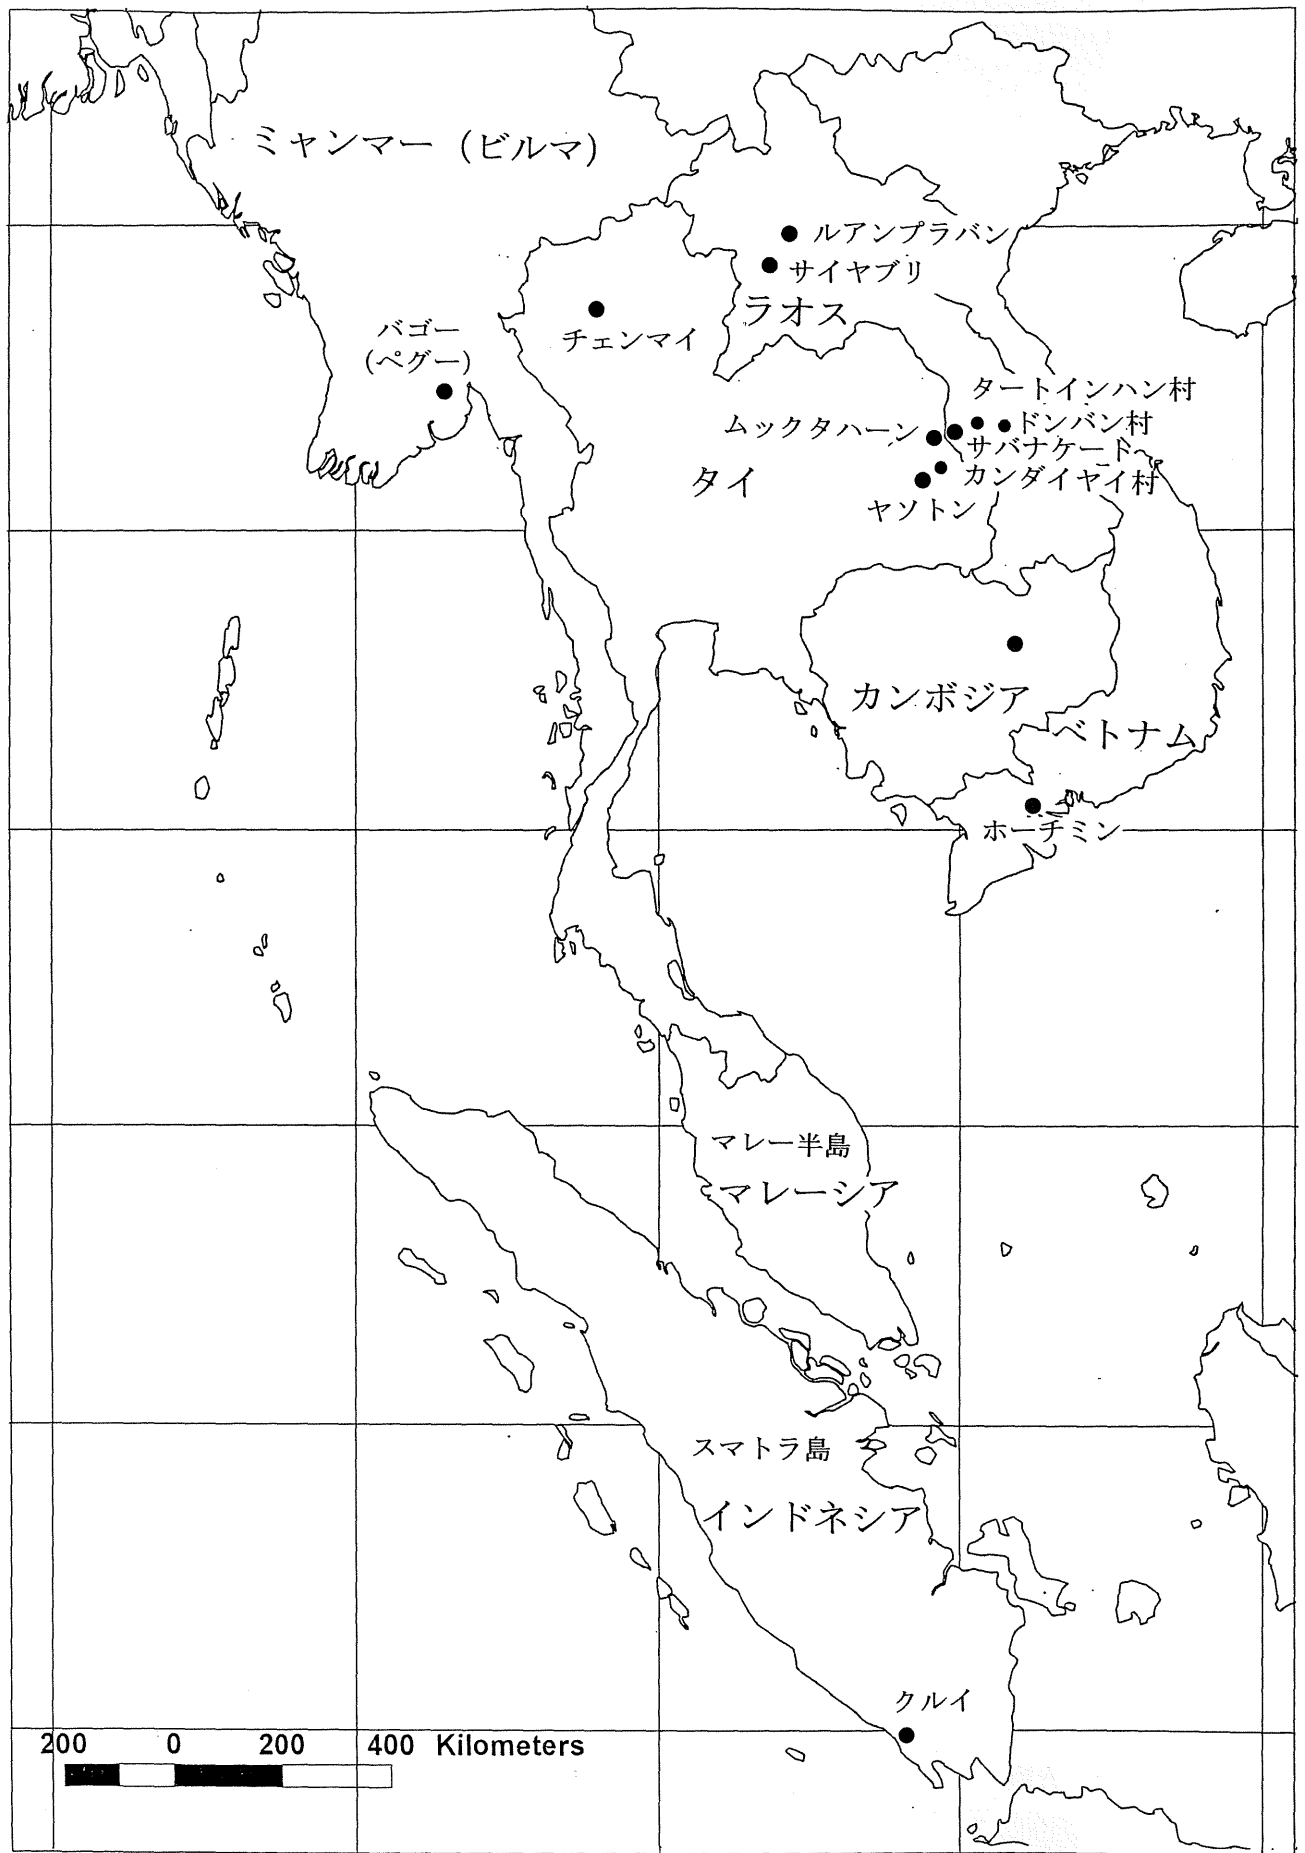 ミャンマー (ビルマ)
ルアンプラバン
サイヤブリ
ラオス
チェンマイ
バゴー
(ペグー)
タートインハン村
ムックタハーン
ドンバン村
サバナケード
タイ
カンダイヤイ村
ヤソトン
カンボジア
ベトナム
ホーチミン
マレー半島
マレーシア
スマトラ島
インドネシア
クルイ
200 0 200 400 Kilometers